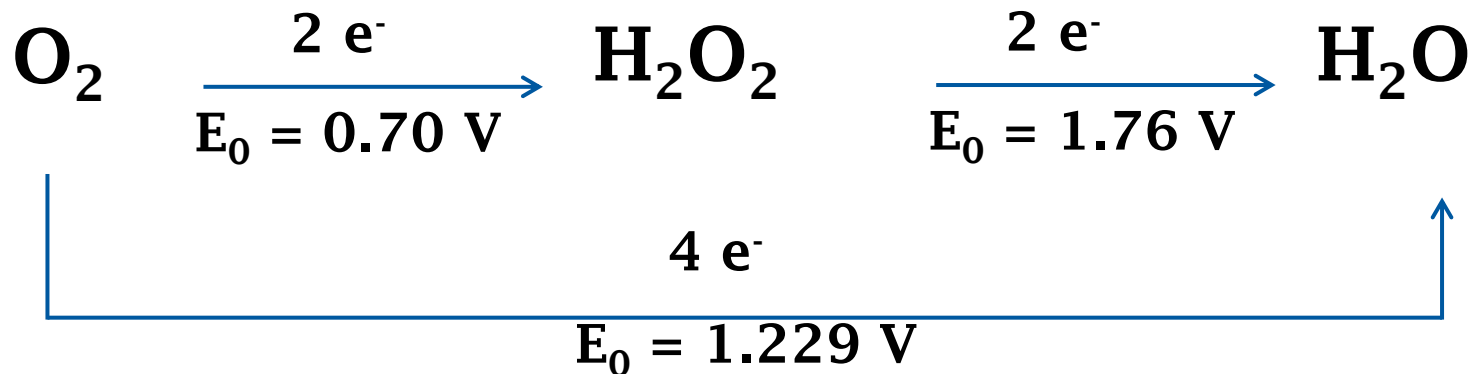 O₂ 2 e⁻ H₂O₂ 2 e⁻ H₂O
E₀ = 0.70 V E₀ = 1.76 V
4 e⁻
E₀ = 1.229 V